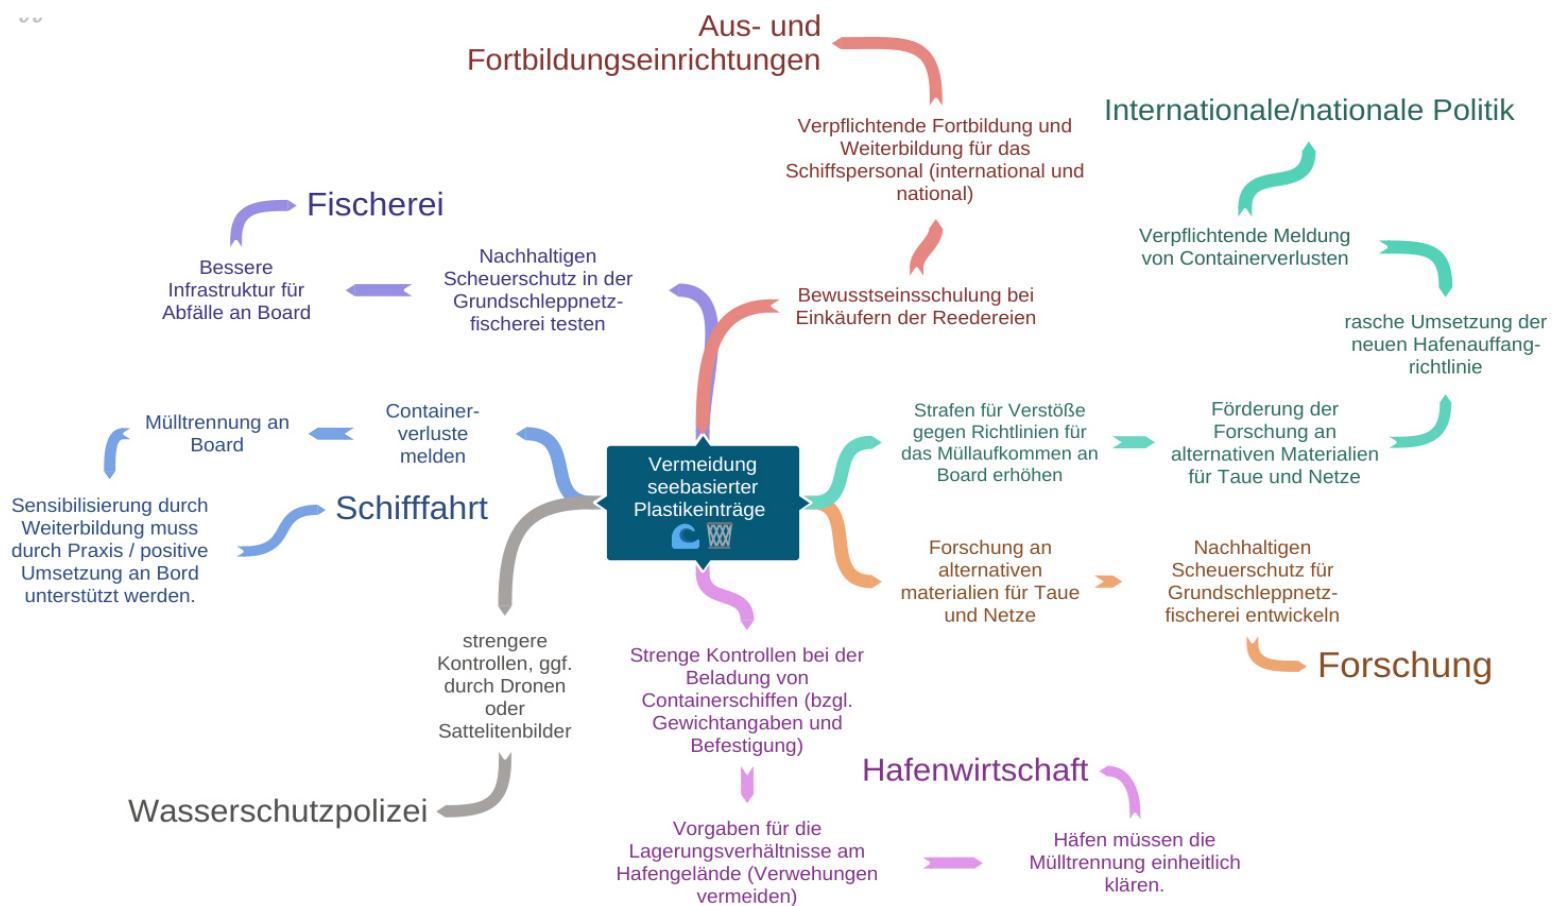 Aus- und
Fortbildungseinrichtungen
Verpflichtende Fortbildung und
Weiterbildung für das
Schiffspersonal (international und
national)
Bewusstseinsschulung bei
Einkäufern der Reedereien
Internationale/nationale Politik
Verpflichtende Meldung
von Containerverlusten
rasche Umsetzung der
neuen Hafenauffang-
richtlinie
Strafen für Verstöße
gegen Richtlinien für
das Müllaufkommen an
Board erhöhen
Förderung der
Forschung an
alternativen Materialien
für Taue und Netze
Fischerei
Bessere
Infrastruktur für
Abfälle an Board
Nachhaltigen
Scheuerschutz in der
Grundschleppnetz-
fischerei testen
Mülltrennung an
Board
Container-
verluste
melden
Sensibilisierung durch
Weiterbildung muss
durch Praxis / positive
Umsetzung an Bord
unterstützt werden.
Schifffahrt
Vermeidung
seebasierter
Plastikeinträge
Forschung an
alternativen
materialien für Taue
und Netze
Nachhaltigen
Scheuerschutz für
Grundschleppnetz-
fischerei entwickeln
Forschung
strengere
Kontrollen, ggf.
durch Dronen
oder
Sattelitenbilder
Wasserschutzpolizei
Strenge Kontrollen bei der
Beladung von
Containerschiffen (bzgl.
Gewichtangaben und
Befestigung)
Vorgaben für die
Lagerungsverhältnisse am
Hafengelände (Verwehungen
vermeiden)
Häfen müssen die
Mülltrennung einheitlich
klären.
Hafenwirtschaft